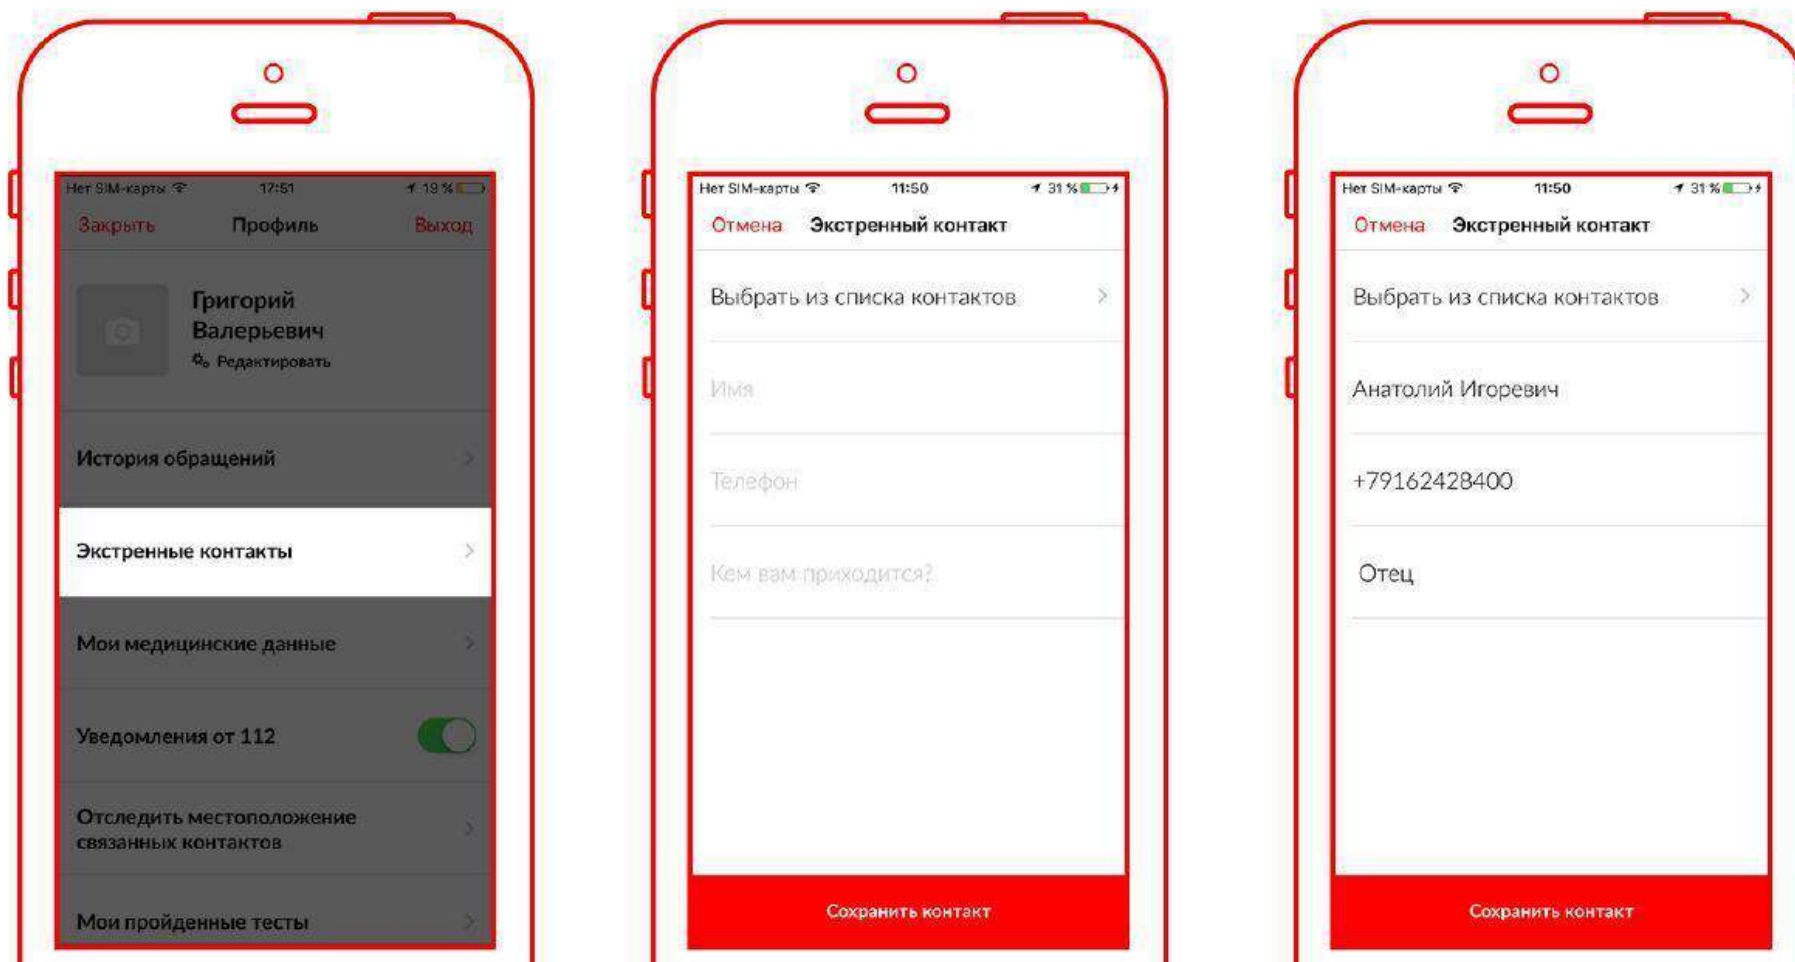 Нет SIM-карты 17:51 19 %
Закрыть Профиль Выход
Григорий
Валерьевич
Редактировать
История обращений
Экстренные контакты
Мои медицинские данные
Уведомления от 112
Отследить местоположение
связанных контактов
Мои пройденные тесты
Нет SIM-карты 11:50 31 %
Отмена Экстренный контакт
Выбрать из списка контактов
Имя
Телефон
Кем вам приходится?
Сохранить контакт
Нет SIM-карты 11:50 31 %
Отмена Экстренный контакт
Выбрать из списка контактов
Анатолий Игоревич
+79162428400
Отец
Сохранить контакт